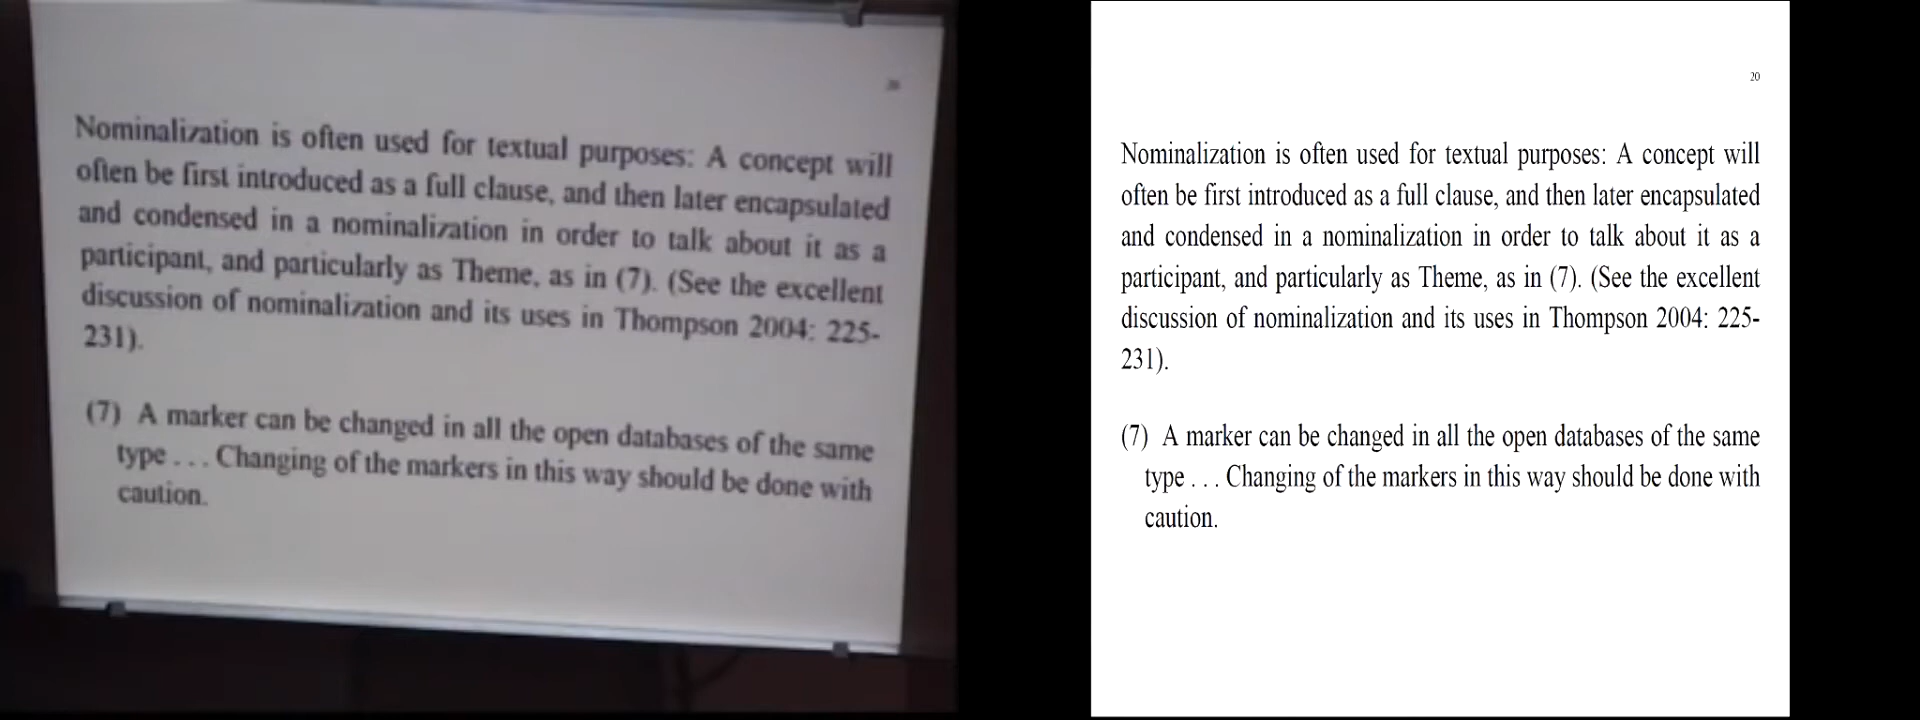 Nominalization is often used for textual purposes: A concept will
often be first introduced as a full clause, and then later encapsulated
and condensed in a nominalization in order to talk about it as a
participant, and particularly as Theme, as in (7). (See the excellent
discussion of nominalization and its uses in Thompson 2004: 225-
231).
(7) A marker can be changed in all the open databases of the same
type . . . Changing of the markers in this way should be done with
caution.
20
Nominalization is often used for textual purposes: A concept will
often be first introduced as a full clause, and then later encapsulated
and condensed in a nominalization in order to talk about it as a
participant, and particularly as Theme, as in (7). (See the excellent
discussion of nominalization and its uses in Thompson 2004: 225-
231).
(7) A marker can be changed in all the open databases of the same
type . . . Changing of the markers in this way should be done with
caution.